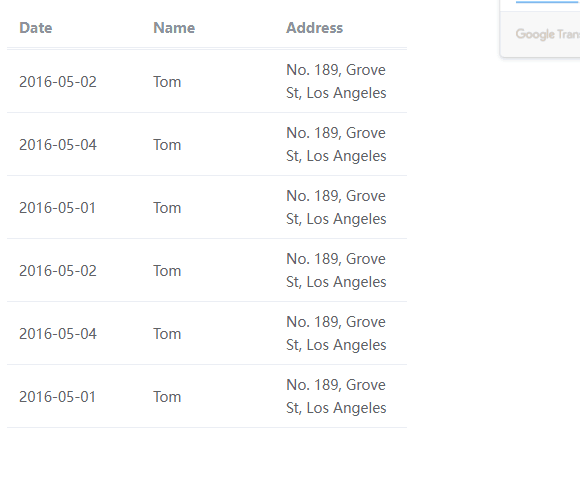 Date Name Address
No. 189, Grove
2016-05-02 Tom
St, Los Angeles
No. 189, Grove
2016-05-04 Tom
St, Los Angeles
No. 189, Grove
2016-05-01 Tom
St, Los Angeles
No. 189, Grove
2016-05-02 Tom
St, Los Angeles
No. 189, Grove
2016-05-04 Tom
St, Los Angeles
No. 189, Grove
2016-05-01 Tom
St, Los Angeles
Google